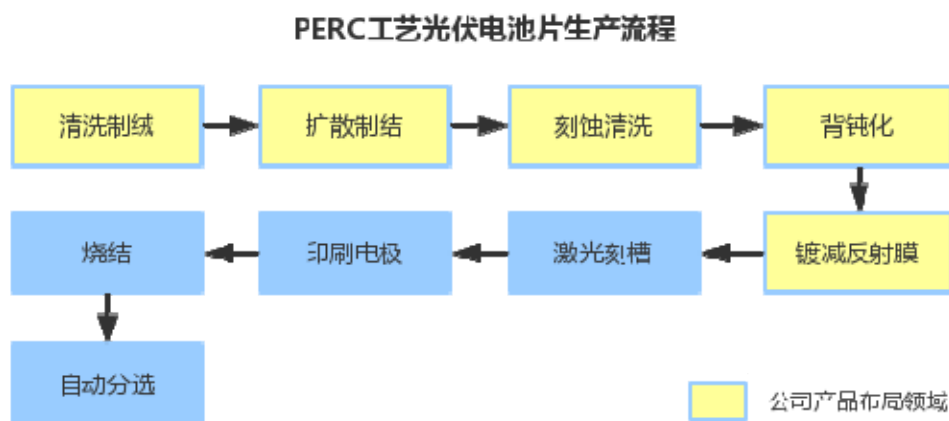 PERC工艺光伏电池片生产流程
清洗制绒
扩散制结
刻蚀清洗
背钝化
镀减反射膜
激光刻槽
印刷电极
烧结
自动分选
公司产品布局领域